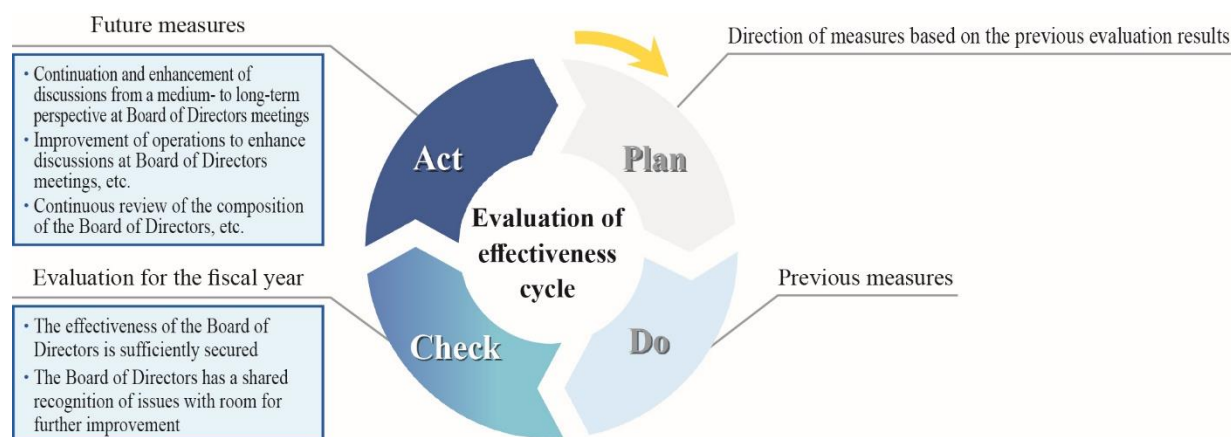 Future measures
• Continuation and enhancement of
discussions from a medium- to long-term
perspective at Board of Directors meetings
• Improvement of operations to enhance
discussions at Board of Directors
meetings, etc.
• Continuous review of the composition
of the Board of Directors, etc.
Direction of measures based on the previous evaluation results
Act
Plan
Evaluation of
effectiveness
cycle
Evaluation for the fiscal year
• The effectiveness of the Board of
Directors is sufficiently secured
• The Board of Directors has a shared
recognition of issues with room for
further improvement
Check
Do
Previous measures